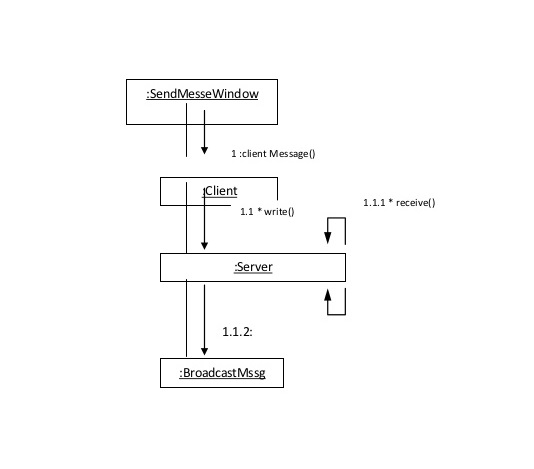 :SendMesseWindow
1 :client Message()
:Client
1.1.1 * receive()
1.1 * write()
:Server
1.1.2:
:BroadcastMssg